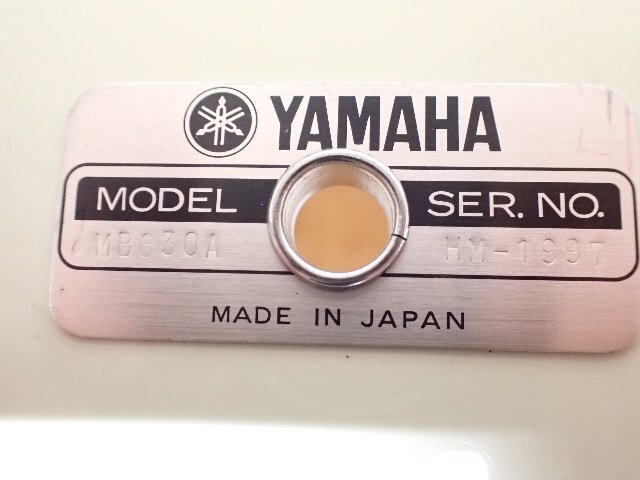 YAMAHA
MODEL SER. NO.
MB830A HM-1997
MADE IN JAPAN